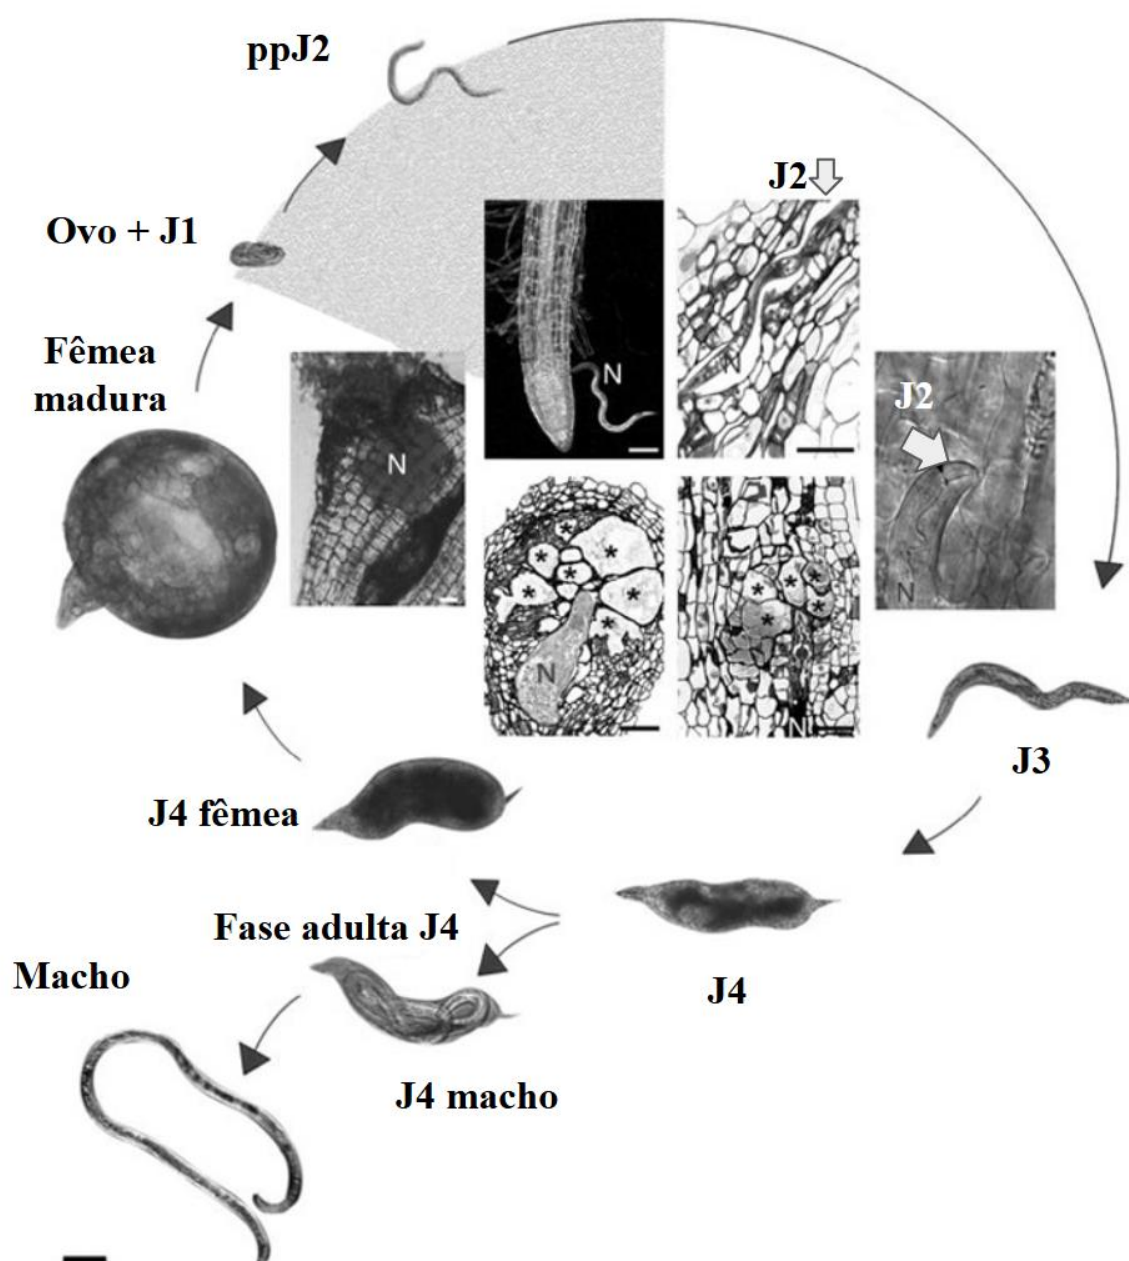 ppJ2
J2
Ovo + J1
N
N
Fêmea
madura
J2
N
N
* * * * * * *
* * * *
N
N
J3
J4 fêmea
Fase adulta J4
Macho
J4
J4 macho